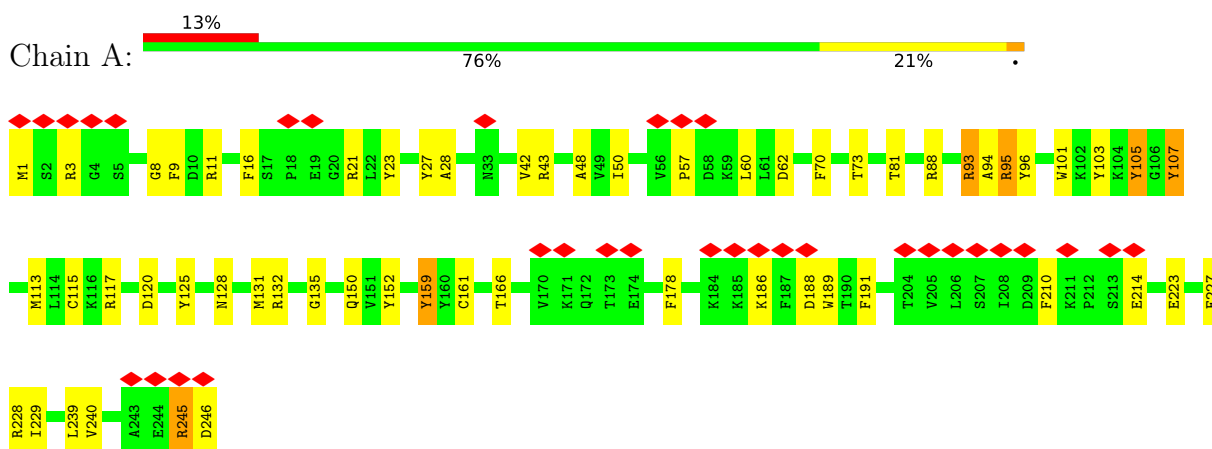 13%
Chain A:
76% 21% •
M1 S2 R3 G4 S5 G8 F9 D10 R11 F16 S17 P18 E19 G20 R21 L22 Y23 Y27 A28 N33 V42 R43 A48 V49 I50 V56 P57 D58 K59 L60 L61 D62 F70 T73 T81 R88 R93 A94 R95 Y96 W101 K102 Y103 K104 Y105 G106 Y107
M113 L114 C115 K116 R117 D120 Y125 N128 M131 R132 G135 Q150 V151 Y152 Y159 Y160 C161 T166 V170 K171 Q172 T173 E174 F178 K184 K185 K186 F187 D188 W189 T190 F191 T204 V205 L206 S207 I208 D209 F210 K211 P212 S213 E214 E223
R228 I229 L239 V240 A243 E244 R245 D246